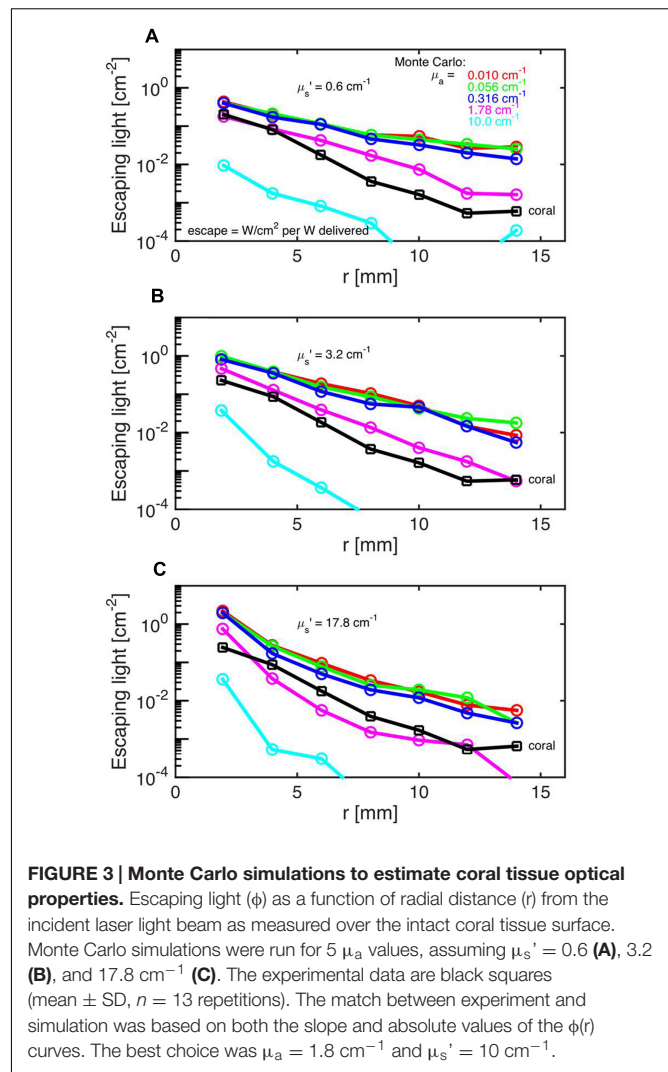 A
Monte Carlo:
μa = 0.010 cm⁻¹
0.056 cm⁻¹
0.316 cm⁻¹
1.78 cm⁻¹
10.0 cm⁻¹
μs' = 0.6 cm⁻¹
Escaping light [cm⁻²]
10⁰
10⁻²
10⁻⁴
coral
escape = W/cm² per W delivered
0 5 10 15
r [mm]
B
μs' = 3.2 cm⁻¹
Escaping light [cm⁻²]
10⁰
10⁻²
10⁻⁴
coral
0 5 10 15
r [mm]
C
μs' = 17.8 cm⁻¹
Escaping light [cm⁻²]
10⁰
10⁻²
10⁻⁴
coral
0 5 10 15
r [mm]
FIGURE 3 | Monte Carlo simulations to estimate coral tissue optical
properties. Escaping light (ϕ) as a function of radial distance (r) from the
incident laser light beam as measured over the intact coral tissue surface.
Monte Carlo simulations were run for 5 μa values, assuming μs' = 0.6 (A), 3.2
(B), and 17.8 cm⁻¹ (C). The experimental data are black squares
(mean ± SD, n = 13 repetitions). The match between experiment and
simulation was based on both the slope and absolute values of the ϕ(r)
curves. The best choice was μa = 1.8 cm⁻¹ and μs' = 10 cm⁻¹.